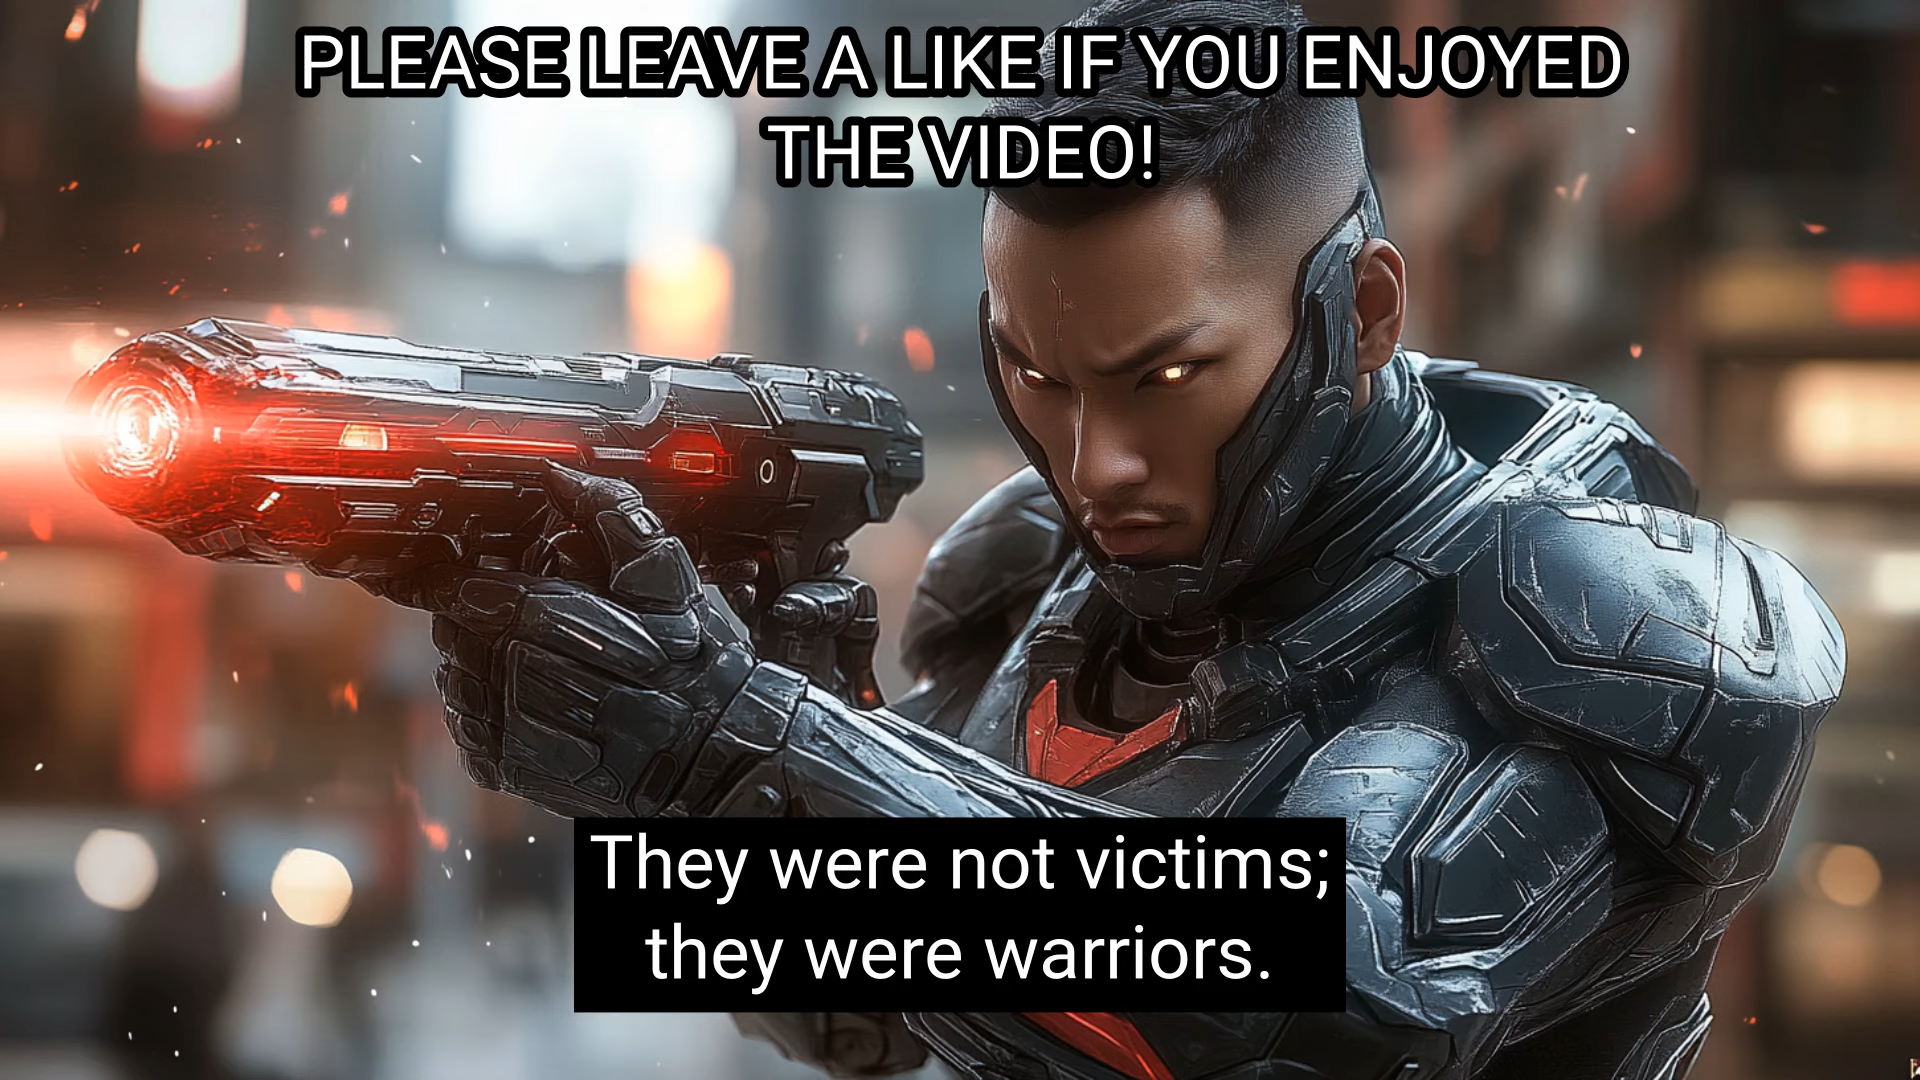 PLEASE LEAVE A LIKE IF YOU ENJOYED
THE VIDEO!
They were not victims;
they were warriors.